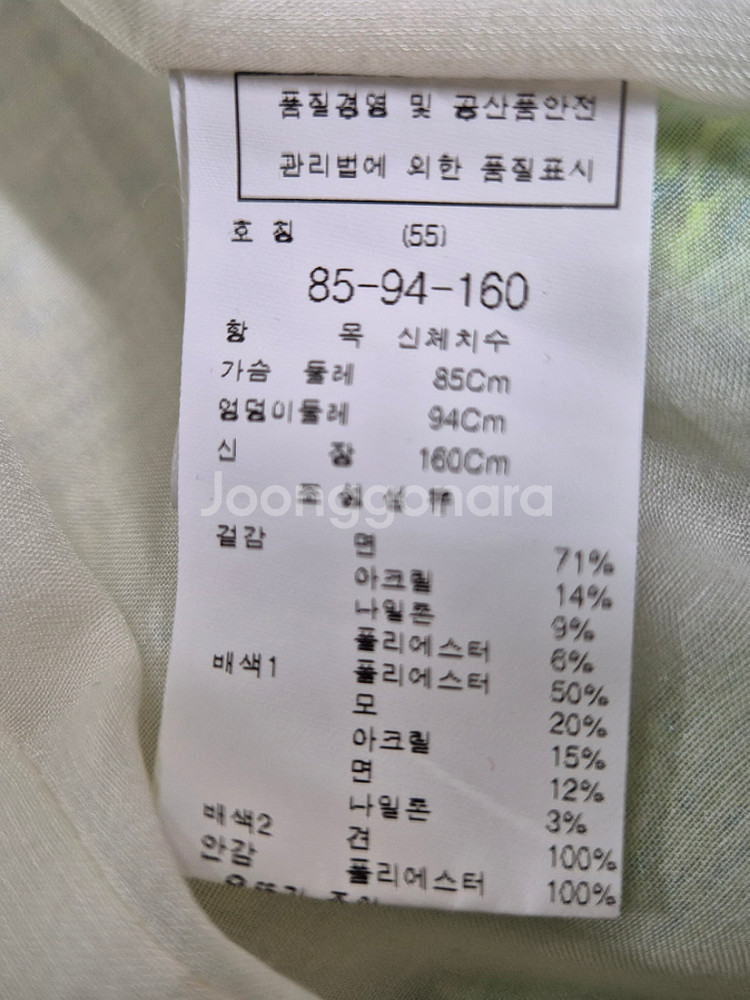 품질경영 및 공산품안전
관리법에 의한 품질표시
호 칭 (55)
85-94-160
항 목 신체치수
가슴 둘레 85Cm
엉덩이둘레 94Cm
신 장 160Cm
Joonggonara
겉감 면 71%
아크릴 14%
나일론 9%
폴리에스터 6%
배색1 폴리에스터 50%
모 20%
아크릴 15%
면 12%
나일론 3%
배색2 견 100%
안감 폴리에스터 100%